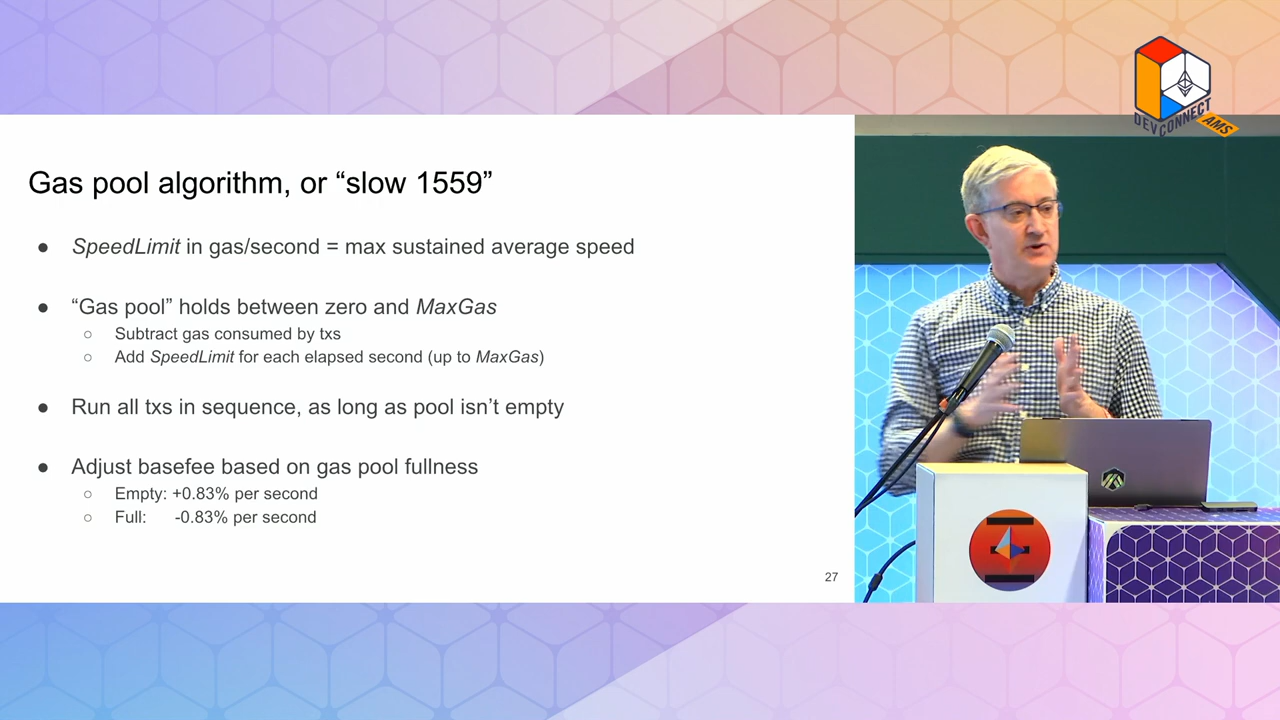 DEVCONNECT
AMS
Gas pool algorithm, or “slow 1559”
● SpeedLimit in gas/second = max sustained average speed
● “Gas pool” holds between zero and MaxGas
○ Subtract gas consumed by txs
○ Add SpeedLimit for each elapsed second (up to MaxGas)
● Run all txs in sequence, as long as pool isn’t empty
● Adjust basefee based on gas pool fullness
○ Empty: +0.83% per second
○ Full: -0.83% per second
27